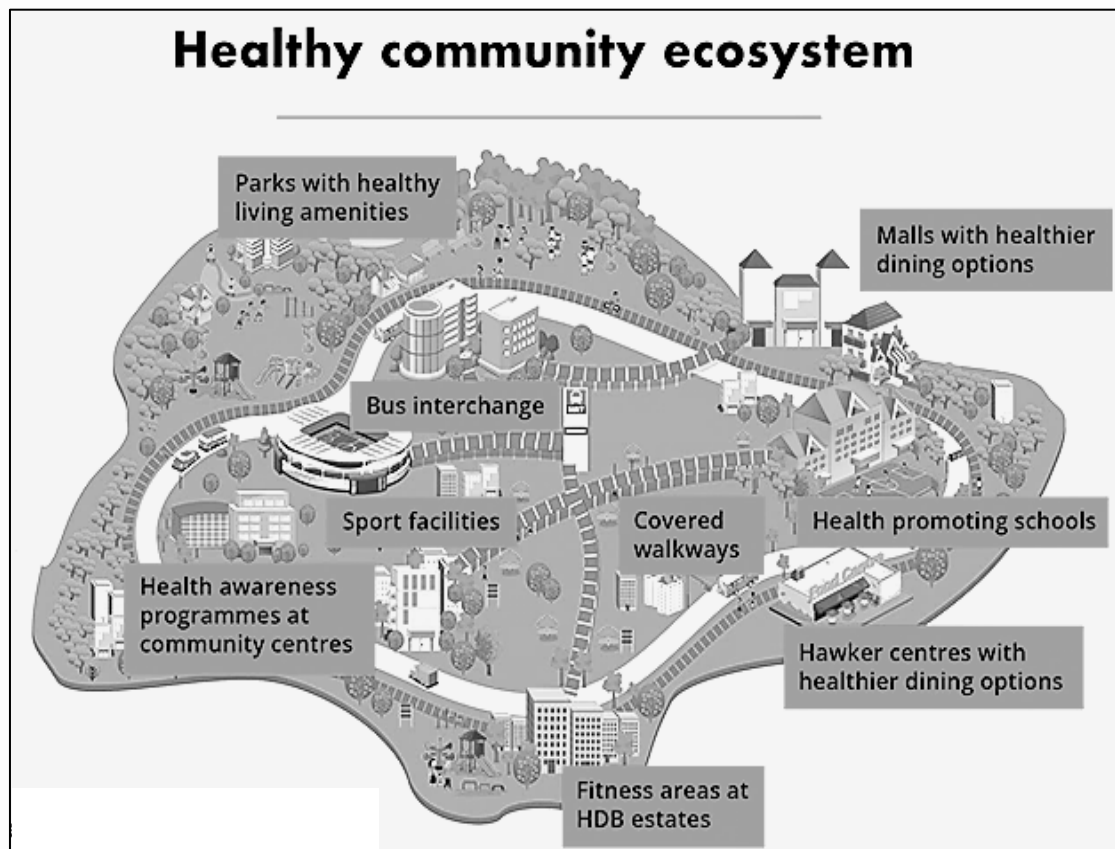 Healthy community ecosystem
Parks with healthy
living amenities
Malls with healthier
dining options
Bus interchange
Sport facilities
Covered
walkways
Health promoting schools
Health awareness
programmes at
community centres
Food Centre
Hawker centres with
healthier dining options
Fitness areas at
HDB estates